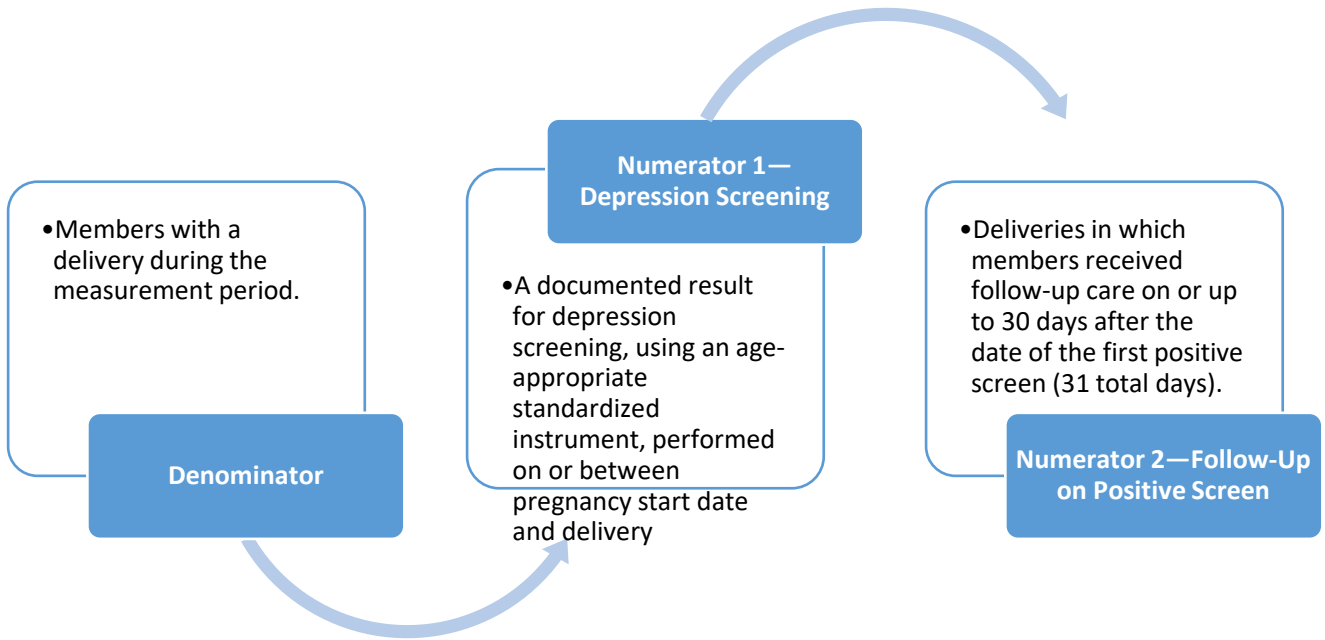 •Members with a
delivery during the
measurement period.
Denominator
Numerator 1—
Depression Screening
•A documented result
for depression
screening, using an age-
appropriate
standardized
instrument, performed
on or between
pregnancy start date
and delivery
•Deliveries in which
members received
follow-up care on or up
to 30 days after the
date of the first positive
screen (31 total days).
Numerator 2—Follow-Up
on Positive Screen